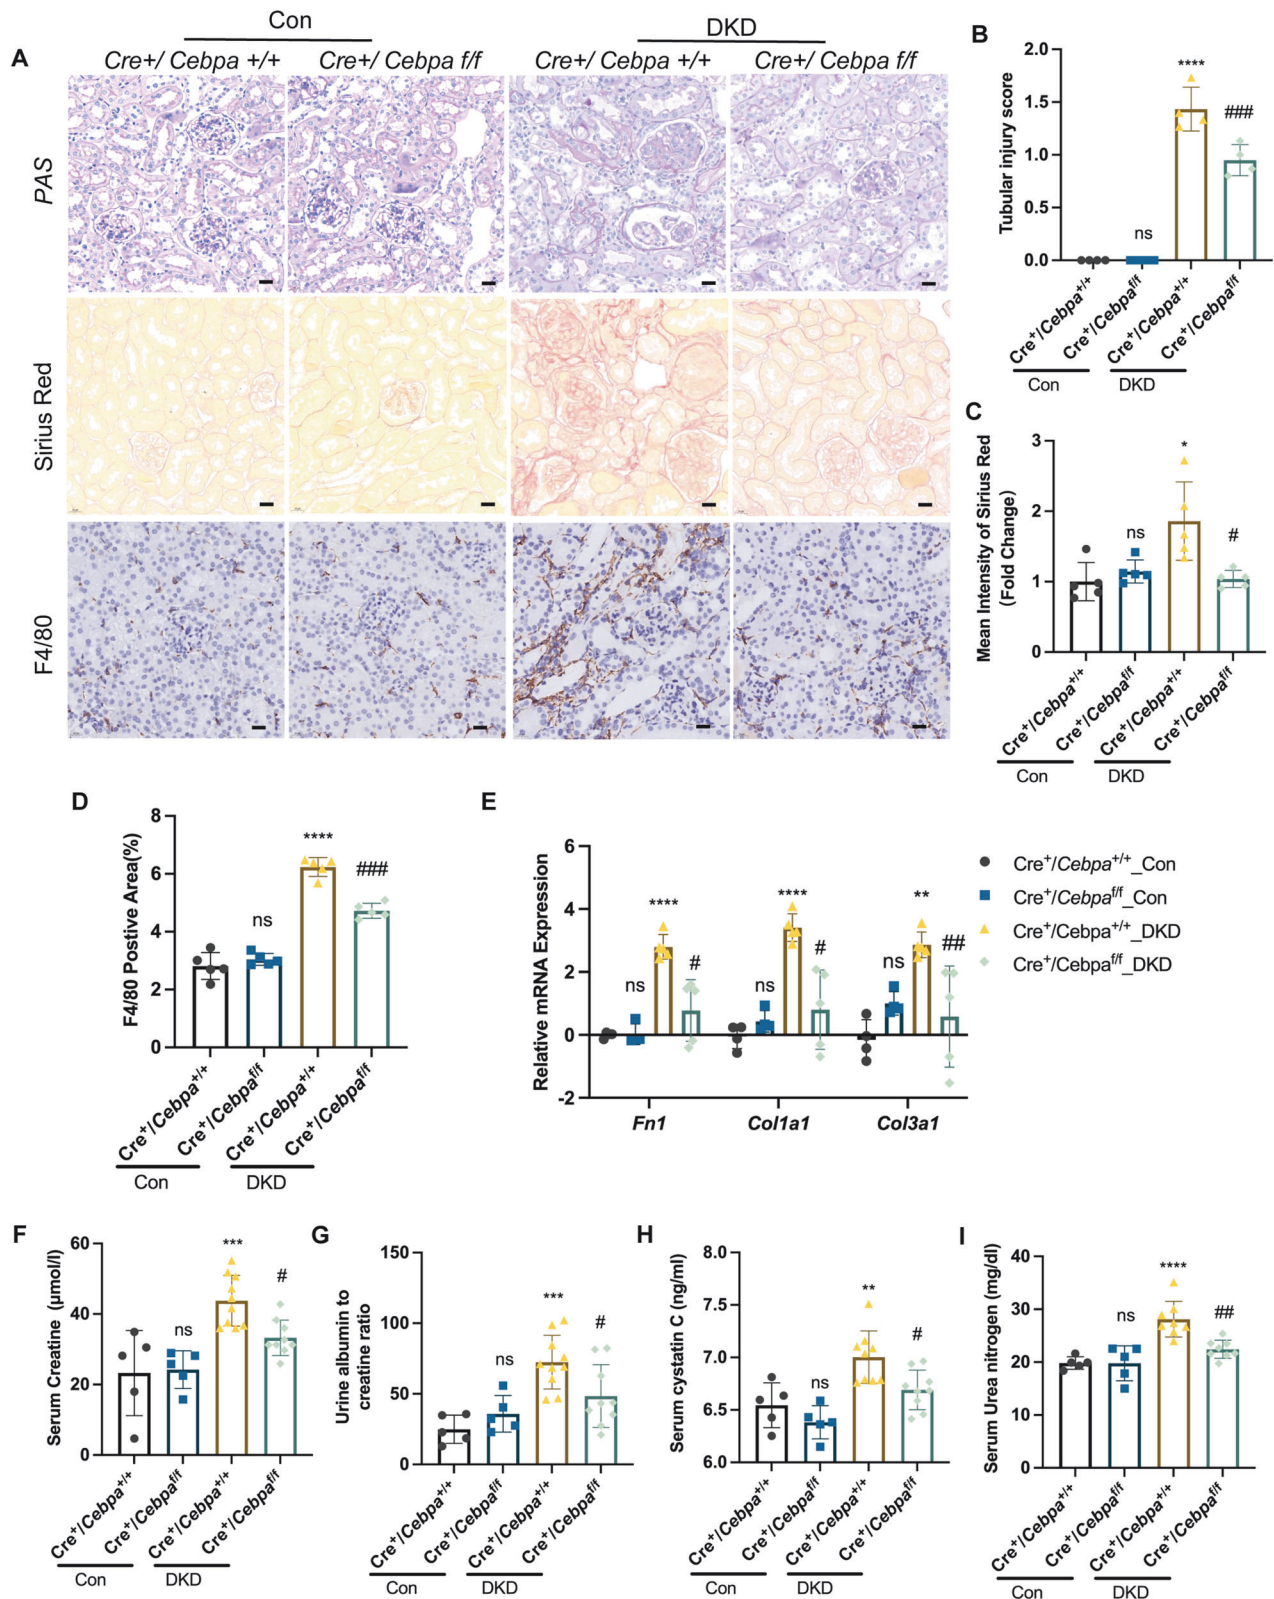 Con
DKD
A
Cre+/ Cebpa +/+
Cre+/ Cebpa f/f
Cre+/ Cebpa +/+
Cre+/ Cebpa f/f
PAS
Sirius Red
F4/80
B
Tubular injury score
2.0
1.5
1.0
0.5
0.0
ns
****
###
Cre+/Cebpa+/+
Cre+/Cebpaf/f
Cre+/Cebpa+/+
Cre+/Cebpaf/f
Con
DKD
C
Mean Intensity of Sirius Red
(Fold Change)
3
2
1
0
ns
*
#
Cre+/Cebpa+/+
Cre+/Cebpaf/f
Cre+/Cebpa+/+
Cre+/Cebpaf/f
Con
DKD
D
F4/80 Postive Area(%)
8
6
4
2
0
ns
****
###
Cre+/Cebpa+/+
Cre+/Cebpaf/f
Cre+/Cebpa+/+
Cre+/Cebpaf/f
Con
DKD
E
Relative mRNA Expression
6
4
2
0
-2
ns
****
#
ns
****
#
ns
**
##
Fn1
Col1a1
Col3a1
Cre+/Cebpa+/+_Con
Cre+/Cebpaf/f_Con
Cre+/Cebpa+/+_DKD
Cre+/Cebpaf/f_DKD
F
Serum Creatine (μmol/l)
60
40
20
0
ns
***
#
Cre+/Cebpa+/+
Cre+/Cebpaf/f
Cre+/Cebpa+/+
Cre+/Cebpaf/f
Con
DKD
G
Urine albumin to
creatine ratio
150
100
50
0
ns
***
#
Cre+/Cebpa+/+
Cre+/Cebpaf/f
Cre+/Cebpa+/+
Cre+/Cebpaf/f
Con
DKD
H
Serum cystatin C (ng/ml)
8.0
7.5
7.0
6.5
6.0
ns
**
#
Cre+/Cebpa+/+
Cre+/Cebpaf/f
Cre+/Cebpa+/+
Cre+/Cebpaf/f
Con
DKD
I
Serum Urea nitrogen (mg/dl)
40
30
20
10
0
ns
****
##
Cre+/Cebpa+/+
Cre+/Cebpaf/f
Cre+/Cebpa+/+
Cre+/Cebpaf/f
Con
DKD